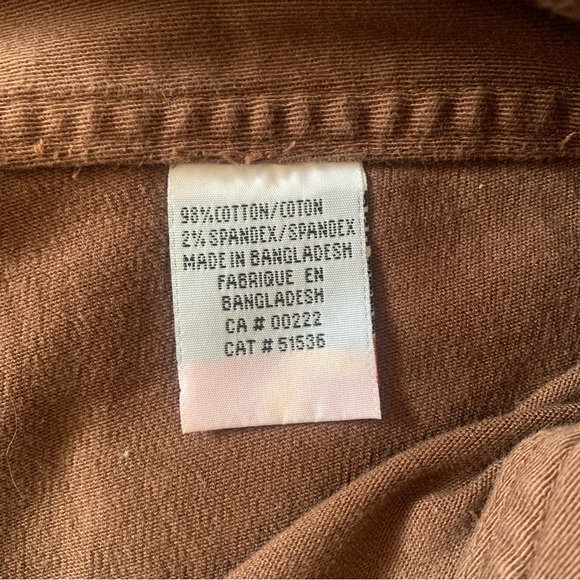 98% COTTON/COTON
2% SPANDEX/SPANDEX
MADE IN BANGLADESH
FABRIQUE EN
BANGLADESH
CA # 00222
CAT # 51536